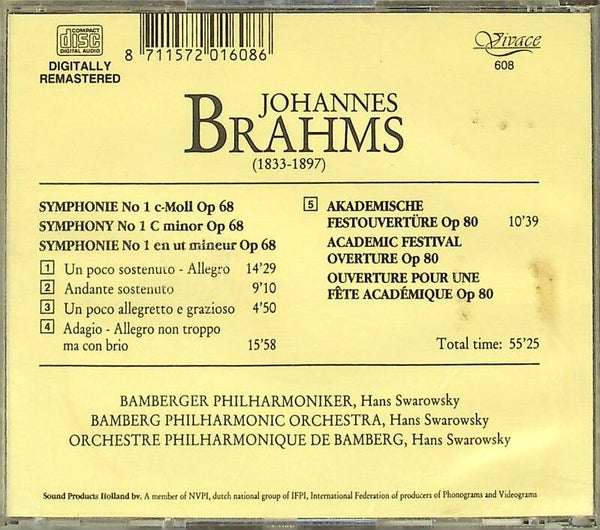 COMPACT
disc
DIGITAL AUDIO
DIGITALLY
REMASTERED
8 711572 016086
Vivace
608
JOHANNES
BRAHMS
(1833-1897)
SYMPHONIE No 1 c-Moll Op 68
SYMPHONY No 1 C minor Op 68
SYMPHONIE No 1 en ut mineur Op 68
1 Un poco sostenuto - Allegro 14'29
2 Andante sostenuto 9'10
3 Un poco allegretto e grazioso 4'50
4 Adagio - Allegro non troppo
ma con brio 15'58
5 AKADEMISCHE
FESTOUVERTÜRE Op 80 10'39
ACADEMIC FESTIVAL
OVERTURE Op 80
OUVERTURE POUR UNE
FÊTE ACADÉMIQUE Op 80
Total time: 55'25
BAMBERGER PHILHARMONIKER, Hans Swarowsky
BAMBERG PHILHARMONIC ORCHESTRA, Hans Swarowsky
ORCHESTRE PHILHARMONIQUE DE BAMBERG, Hans Swarowsky
Sound Products Holland bv. A member of NVPI, dutch national group of IFPI, International Federation of producers of Phonograms and Videograms